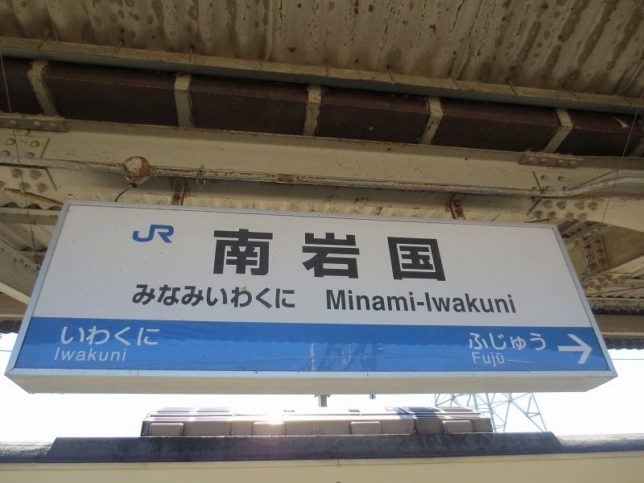 JR 南岩国
みなみいわくに Minami-Iwakuni
いわくに ふじゅう →
Iwakuni Fujū